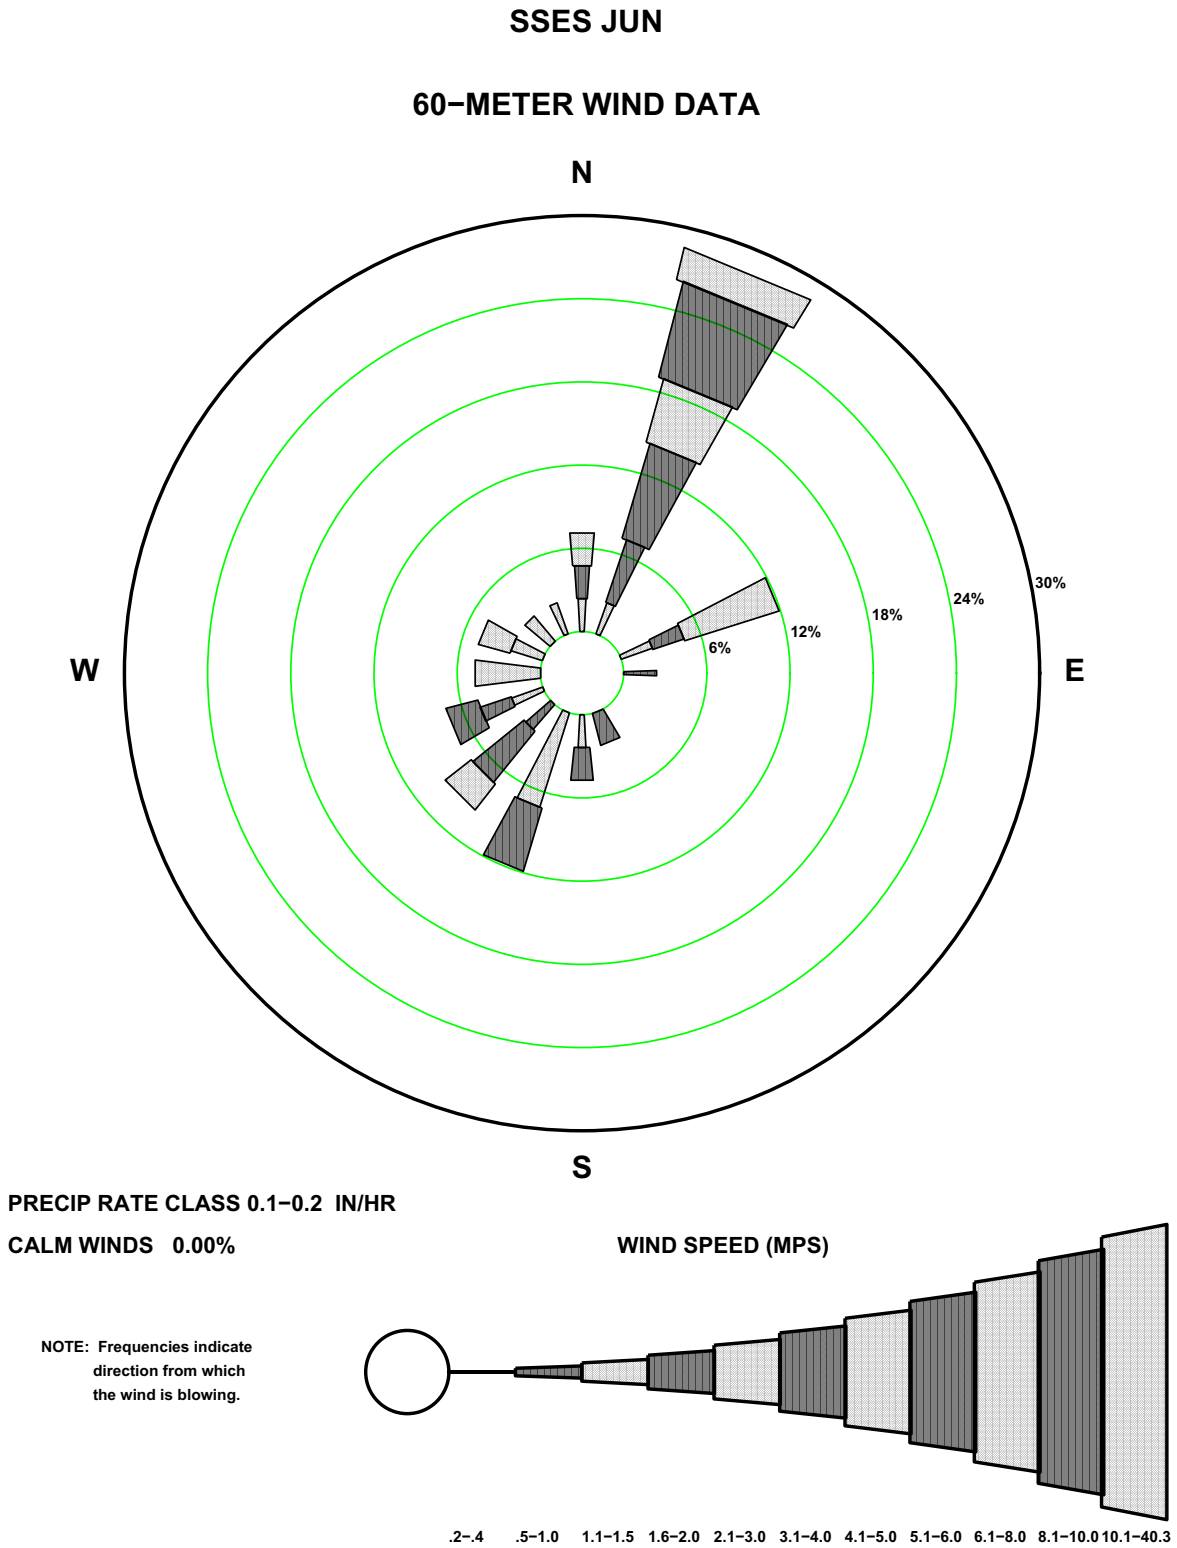 SSES JUN
60−METER WIND DATA
N
30%
24%
18%
12%
6%
W
E
S
PRECIP RATE CLASS 0.1−0.2  IN/HR
CALM WINDS   0.00%
WIND SPEED (MPS)
NOTE:  Frequencies indicate
direction from which
the wind is blowing.
.2−.4 .5−1.0 1.1−1.5 1.6−2.0 2.1−3.0 3.1−4.0 4.1−5.0 5.1−6.0 6.1−8.0 8.1−10.0 10.1−40.3